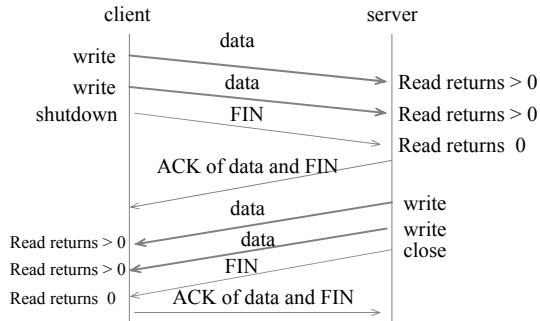 client server
data
write
Read returns > 0
data
write
Read returns > 0
shutdown FIN
Read returns 0
ACK of data and FIN
write
data
write
Read returns > 0
data
close
Read returns > 0
FIN
Read returns 0
ACK of data and FIN